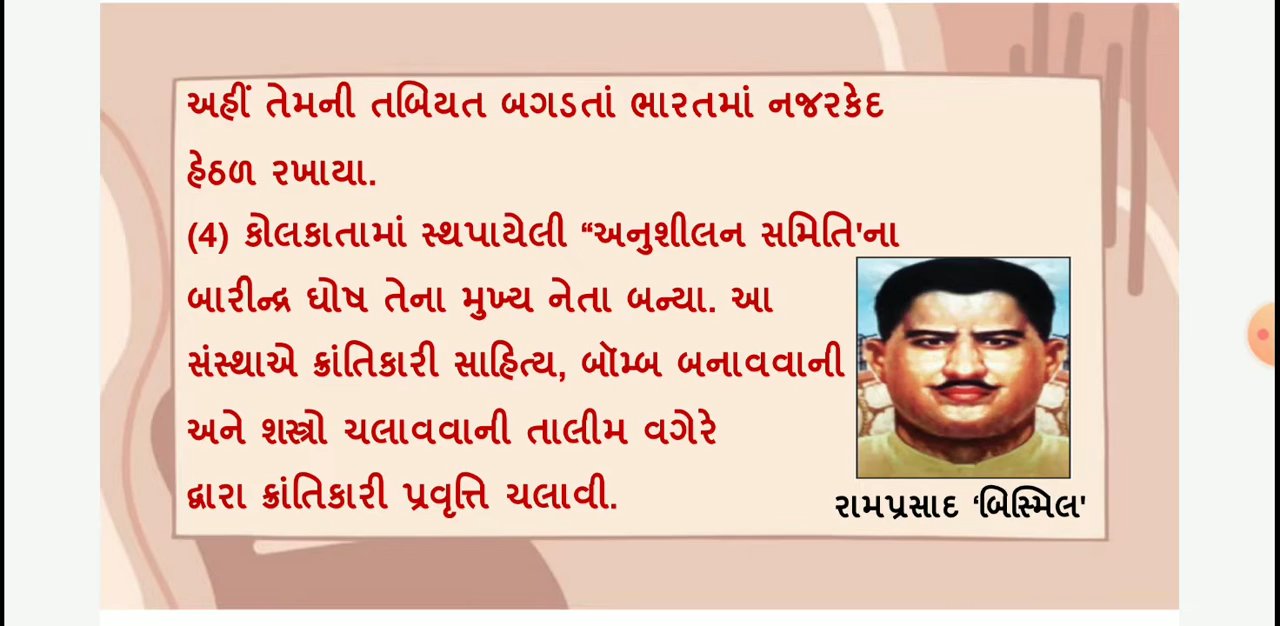 અહીં તેમની તબિયત બગડતાં ભારતમાં નજરકેદ
હેઠળ રખાયા.
(4) કોલકાતામાં સ્થપાયેલી “અનુશીલન સમિતિ'ના
બારીન્દ્ર ઘોષ તેના મુખ્ય નેતા બન્યા. આ
સંસ્થાએ ક્રાંતિકારી સાહિત્ય, બૉમ્બ બનાવવાની
અને શસ્ત્રો ચલાવવાની તાલીમ વગેરે
દ્વારા ક્રાંતિકારી પ્રવૃત્તિ ચલાવી.
રામપ્રસાદ ‘બિસ્મિલ'